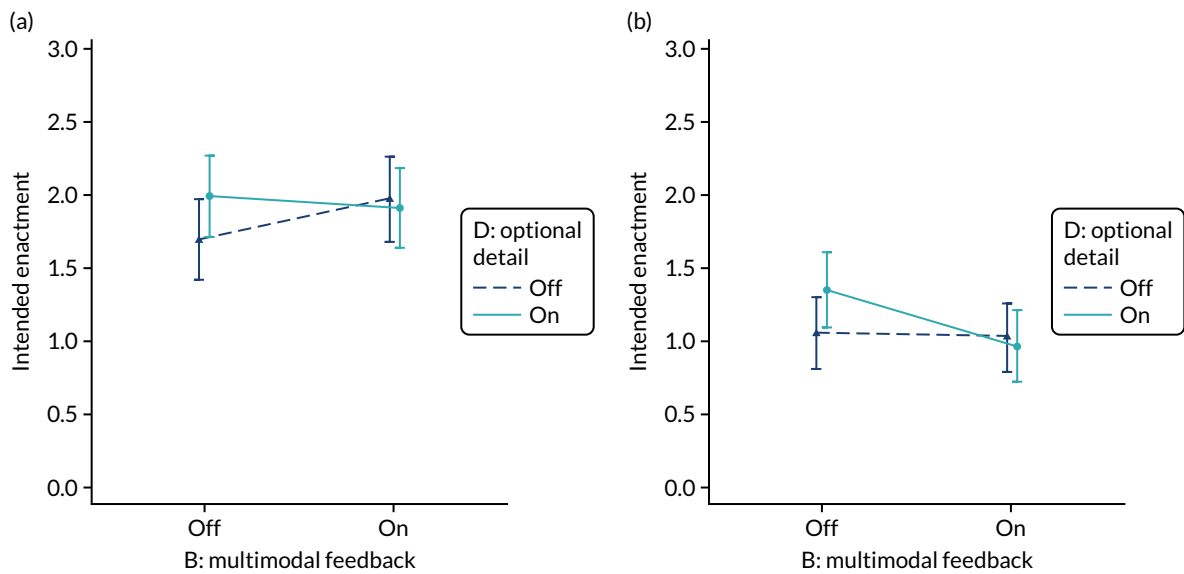 (a)
3.0
2.5
2.0
1.5
1.0
0.5
0.0
Intended enactment
Off
On
B: multimodal feedback
D: optional
detail
Off
On
(b)
3.0
2.5
2.0
1.5
1.0
0.5
0.0
Intended enactment
Off
On
B: multimodal feedback
D: optional
detail
Off
On